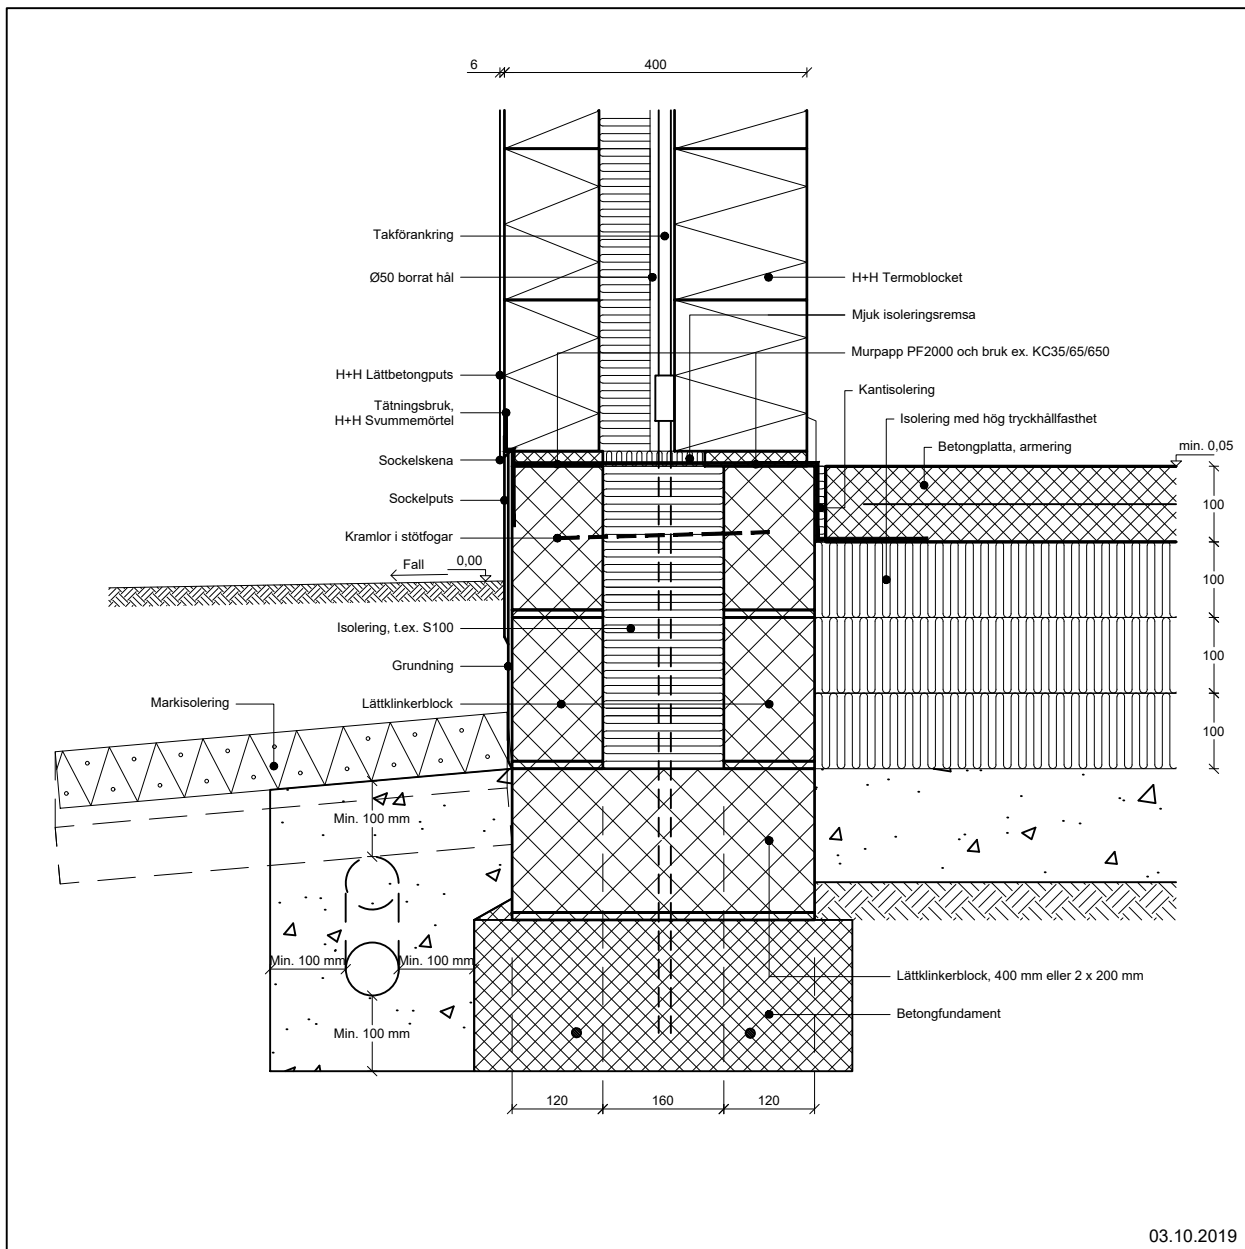 6
400
Takförankring
Ø50 borrat hål
H+H Termoblocket
Mjuk isoleringsremsa
Murpapp PF2000 och bruk ex. KC35/65/650
H+H Lättbetongputs
Kantisolering
Tätningsbruk,
H+H Svummemörtel
Isolering med hög tryckhållfasthet
Betongplatta, armering
min. 0,05
Sockelskena
Sockelputs
100
Kramlor i stötfogar
Fall
0,00
100
Isolering, t.ex. S100
Grundning
100
Markisolering
Lättklinkerblock
100
Min. 100 mm
Min. 100 mm
Min. 100 mm
Lättklinkerblock, 400 mm eller 2 x 200 mm
Betongfundament
Min. 100 mm
120
160
120
03.10.2019